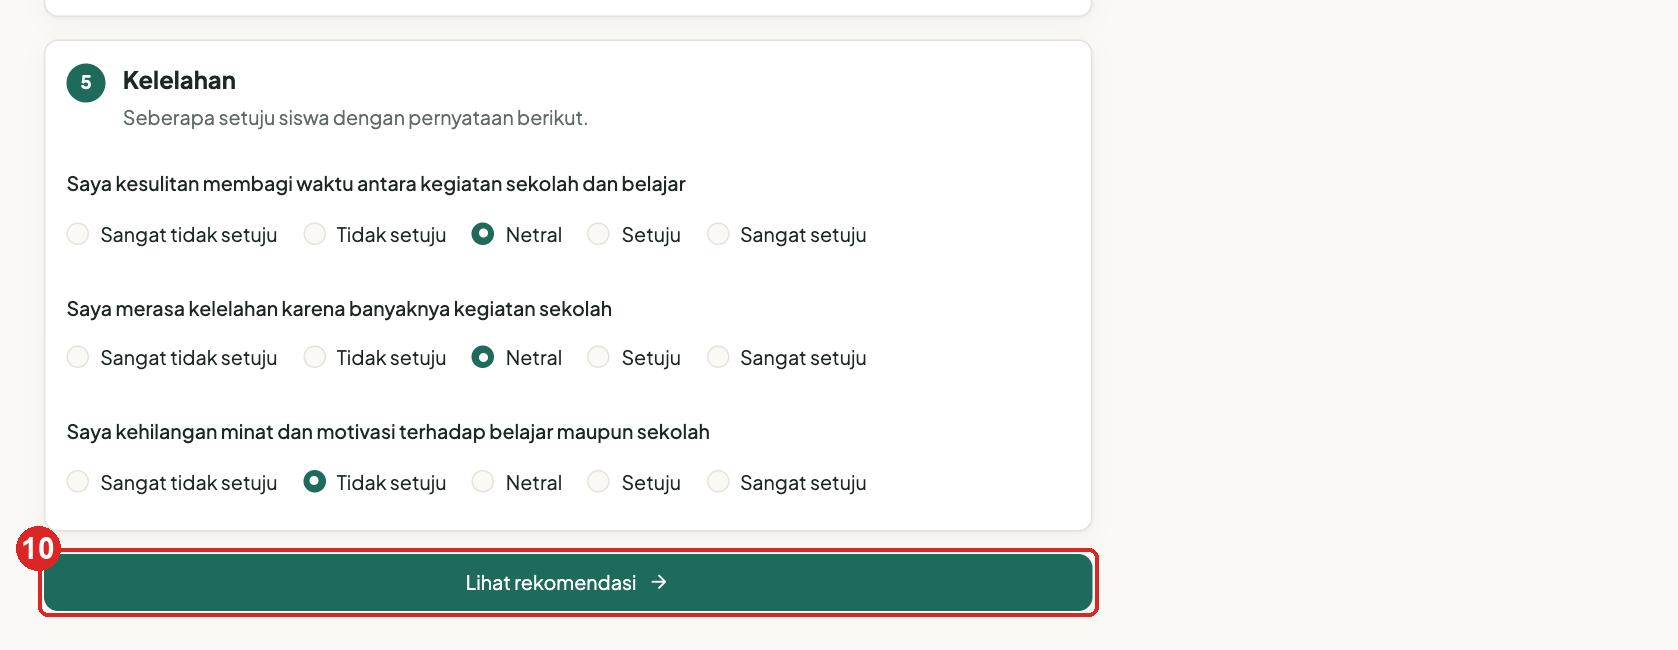 5 Kelelahan
Seberapa setuju siswa dengan pernyataan berikut.
Saya kesulitan membagi waktu antara kegiatan sekolah dan belajar
Sangat tidak setuju Tidak setuju Netral Setuju Sangat setuju
Saya merasa kelelahan karena banyaknya kegiatan sekolah
Sangat tidak setuju Tidak setuju Netral Setuju Sangat setuju
Saya kehilangan minat dan motivasi terhadap belajar maupun sekolah
Sangat tidak setuju Tidak setuju Netral Setuju Sangat setuju
10
Lihat rekomendasi →